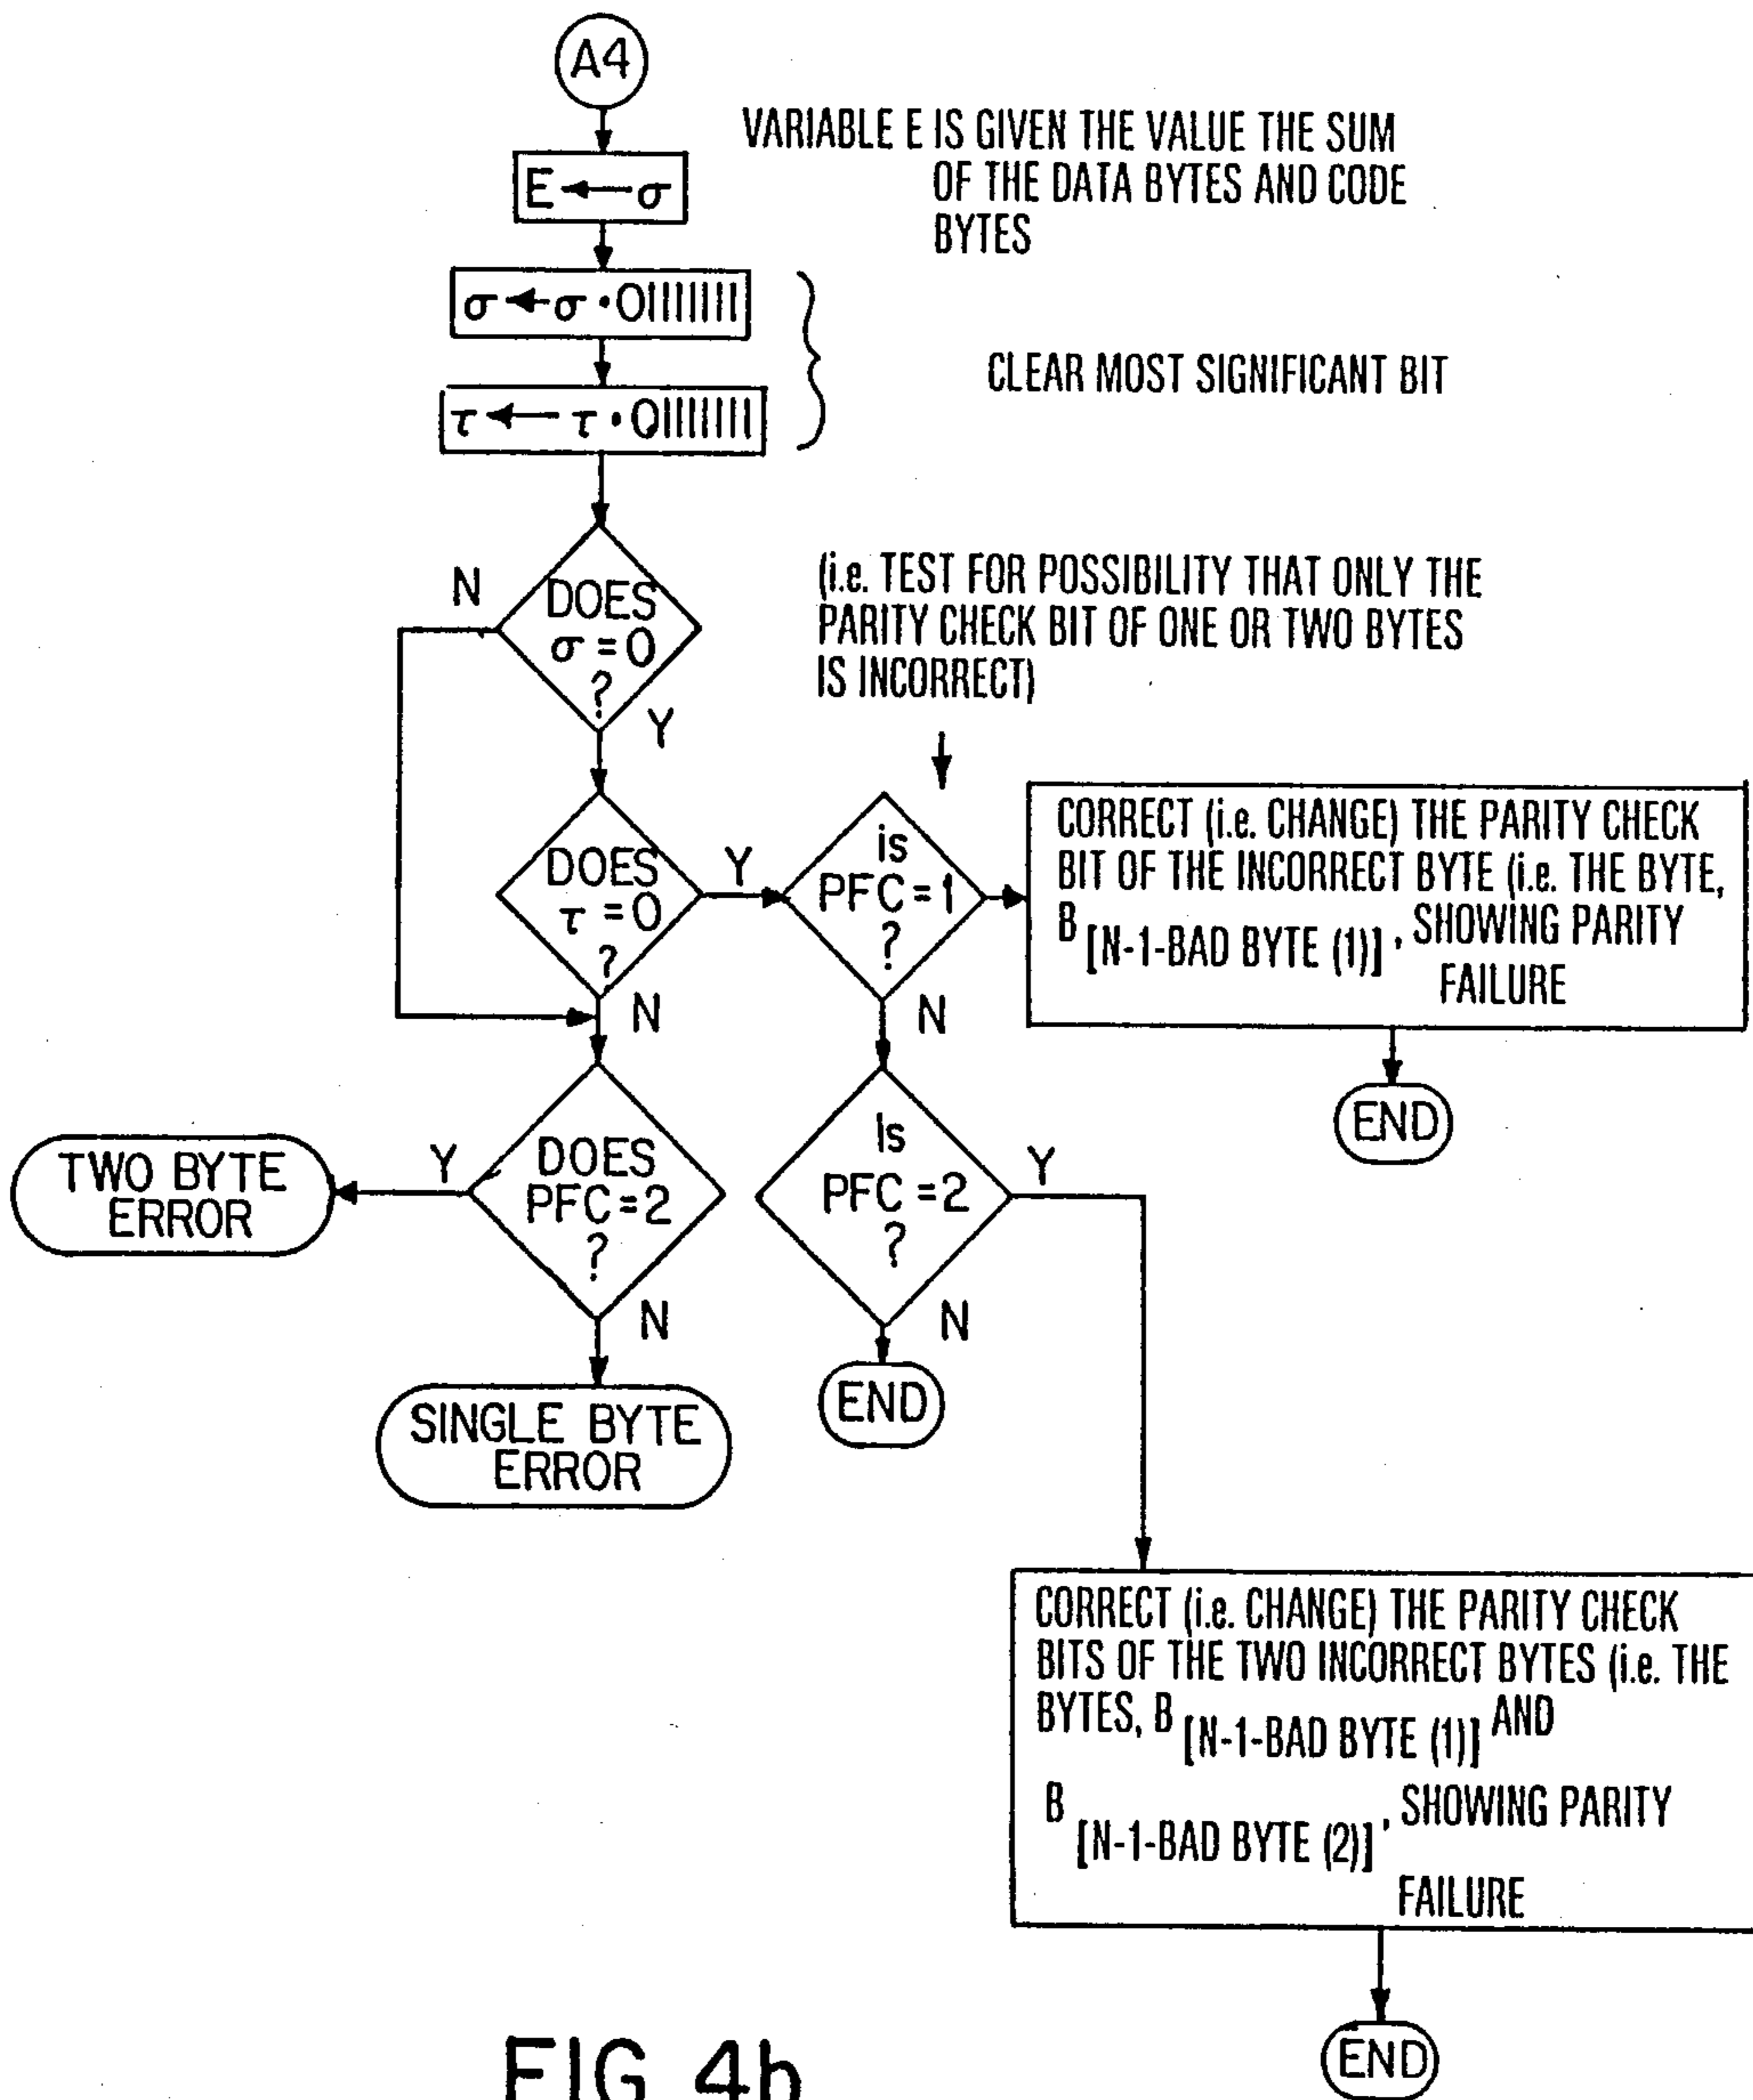 A4
VARIABLE E IS GIVEN THE VALUE THE SUM
OF THE DATA BYTES AND CODE
BYTES
E ← σ
σ ← σ • 01111111
τ ← τ • 01111111
CLEAR MOST SIGNIFICANT BIT
N
DOES
σ = 0
?
Y
(i.e. TEST FOR POSSIBILITY THAT ONLY THE
PARITY CHECK BIT OF ONE OR TWO BYTES
IS INCORRECT)
DOES
τ = 0
?
Y
N
is
PFC = 1
?
N
CORRECT (i.e. CHANGE) THE PARITY CHECK
BIT OF THE INCORRECT BYTE (i.e. THE BYTE,
B [N-1-BAD BYTE (1)] , SHOWING PARITY
FAILURE
END
DOES
PFC = 2
?
Y
TWO BYTE
ERROR
N
SINGLE BYTE
ERROR
Is
PFC = 2
?
Y
N
END
CORRECT (i.e. CHANGE) THE PARITY CHECK
BITS OF THE TWO INCORRECT BYTES (i.e. THE
BYTES, B [N-1-BAD BYTE (1)] AND
B [N-1-BAD BYTE (2)] , SHOWING PARITY
FAILURE
END
FIG 4b